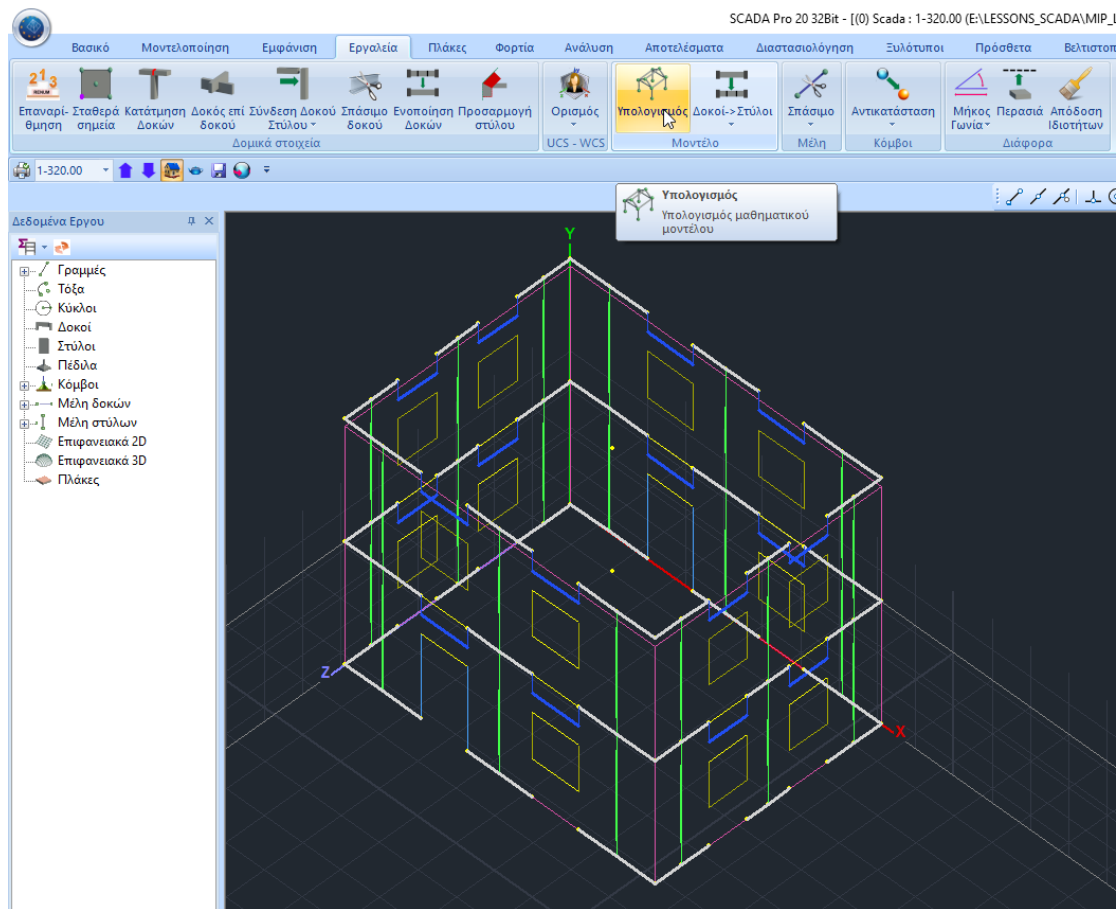 SCADA Pro 20 32Bit - [(0) Scada : 1-320.00 (E:\LESSONS_SCADA\MIP_L
Βασικό Μοντελοποίηση Εμφάνιση Εργαλεία Πλάκες Φορτία Ανάλυση Αποτελέσματα Διαστασιολόγηση Ξυλότυποι Πρόσθετα Βελτιστοπ
Επαναρί- Σταθερά Κατάτμηση Δοκός επί Σύνδεση Δοκού Σπάσιμο Ενοποίηση Προσαρμογή Ορισμός Υπολογισμός Δοκοί->Στύλοι Σπάσιμο Αντικατάσταση Μήκος Περασιά Απόδοση
θμηση σημεία Δοκών δοκού Στύλου δοκού Δοκών στύλου Γωνία Ιδιοτήτων
Δομικά στοιχεία UCS - WCS Μοντέλο Μέλη Κόμβοι Διάφορα
1-320.00
Υπολογισμός
Υπολογισμός μαθηματικού
μοντέλου
Δεδομένα Εργου
Γραμμές
Τόξα
Κύκλοι
Δοκοί
Στύλοι
Πέδιλα
Κόμβοι
Μέλη δοκών
Μέλη στύλων
Επιφανειακά 2D
Επιφανειακά 3D
Πλάκες
Y
Z
X